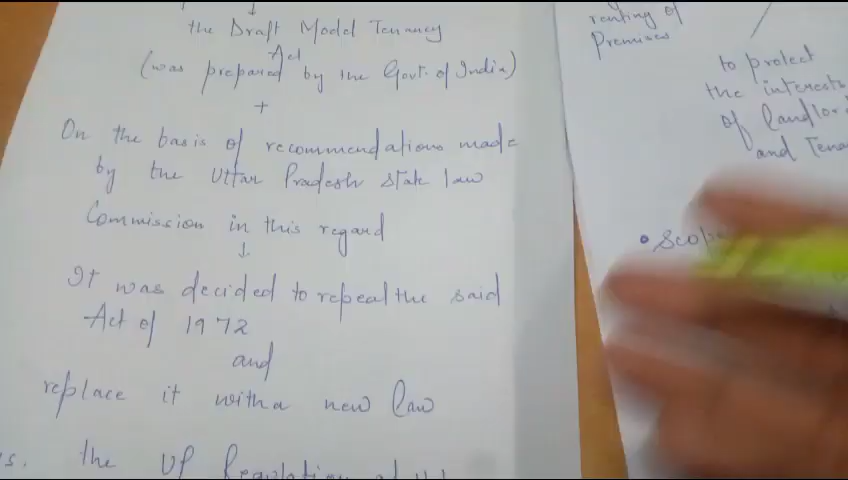 the Draft Model Tenancy
Act
(was prepared by the Govt. of India)
+
On the basis of recommendations made
by the Uttar Pradesh State law
Commission in this regard
↓
It was decided to repeal the said
Act of 1972
and
replace it with a new law
the UP Regulation of
renting of
Premises
to protect
the interests
of landlor
and Tena
• Scope